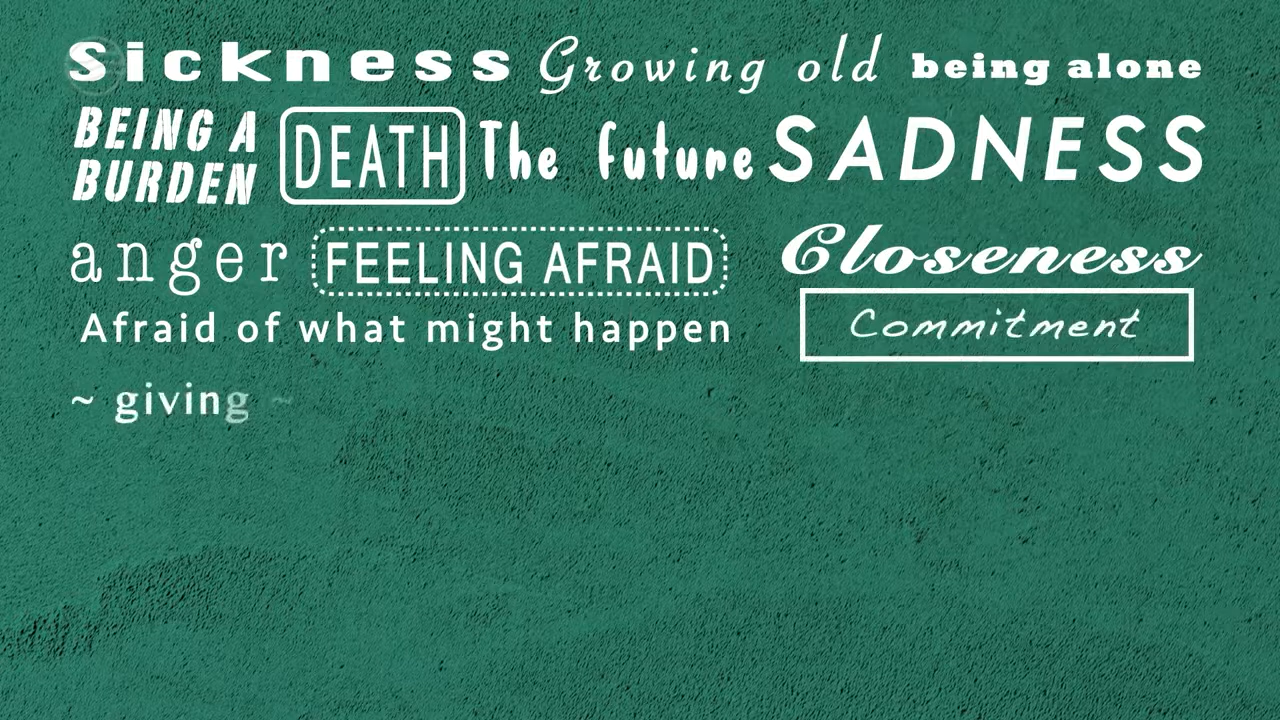 Sickness Growing old being alone
BEING A
BURDEN
DEATH The future SADNESS
anger FEELING AFRAID Closeness
Afraid of what might happen Commitment
~ giving ~